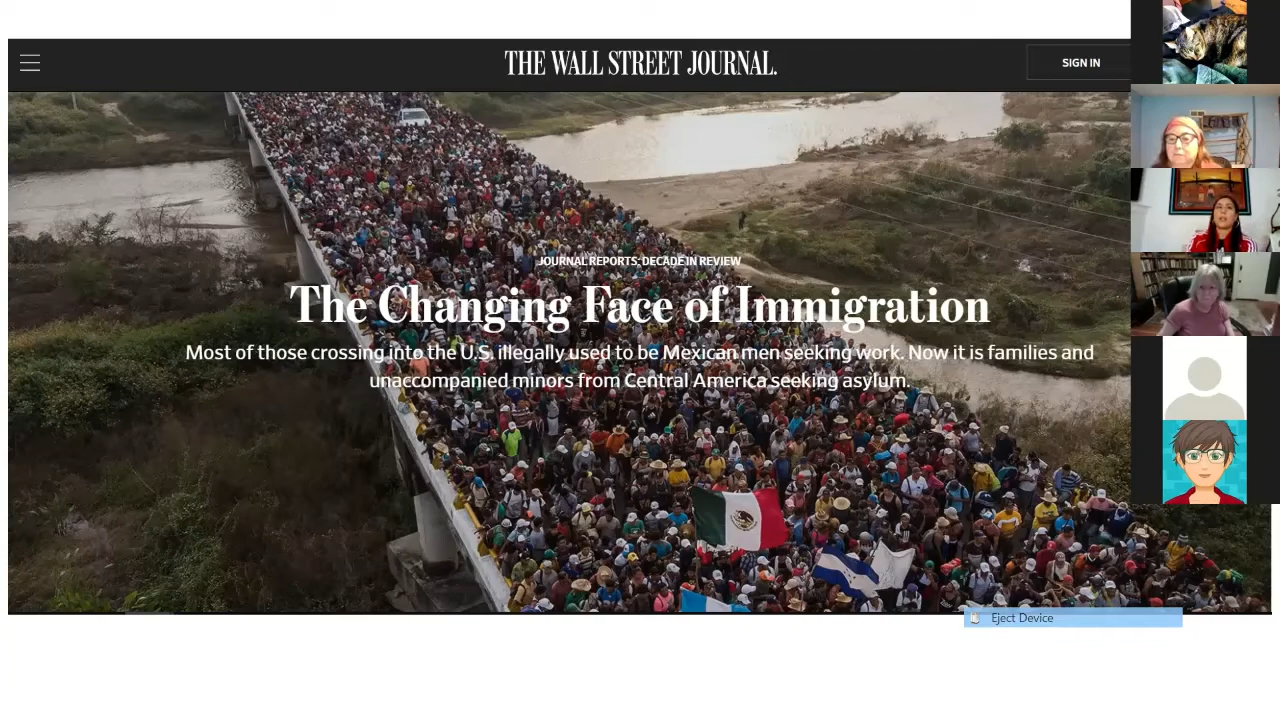 THE WALL STREET JOURNAL.
SIGN IN
JOURNAL REPORTS: DECADE IN REVIEW
The Changing Face of Immigration
Most of those crossing into the U.S. illegally used to be Mexican men seeking work. Now it is families and
unaccompanied minors from Central America seeking asylum.
Eject Device